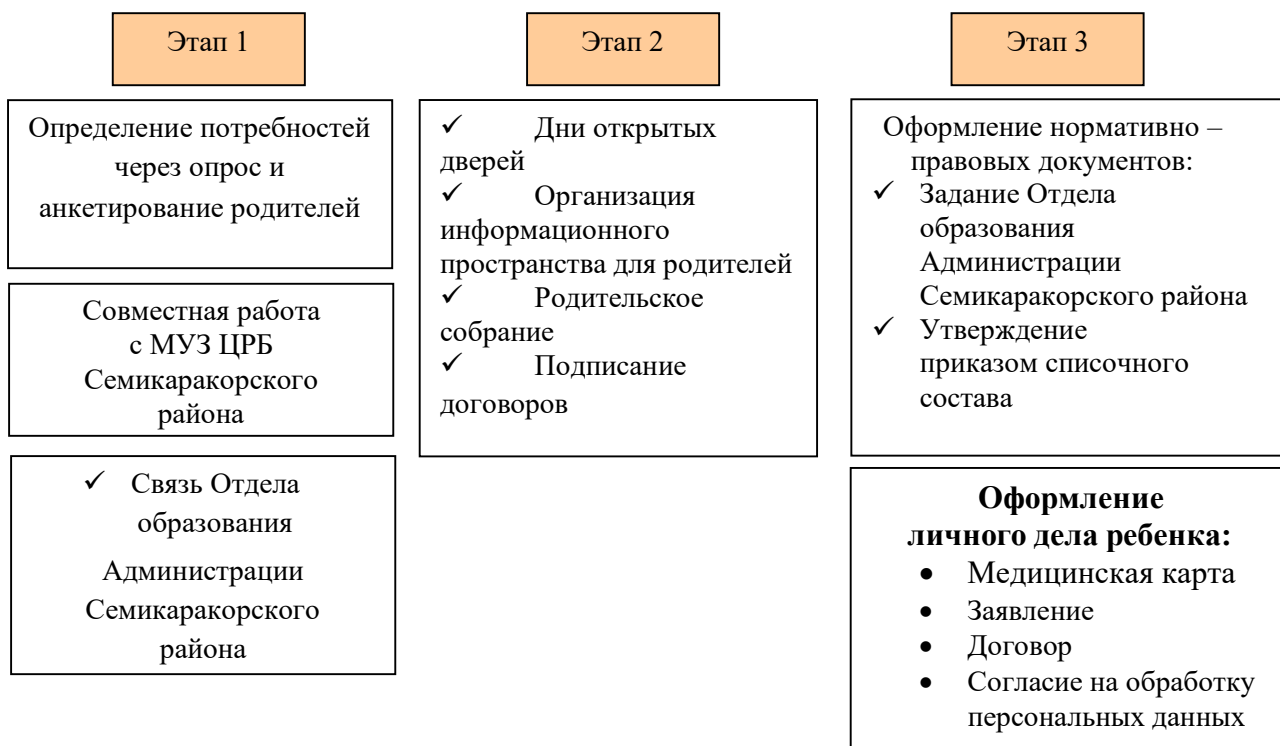 Этап 1
Определение потребностей
через опрос и
анкетирование родителей
Совместная работа
с МУЗ ЦРБ
Семикаракорского
района
✓ Связь Отдела
образования
Администрации
Семикаракорского
района
Этап 2
✓ Дни открытых
дверей
✓ Организация
информационного
пространства для родителей
✓ Родительское
собрание
✓ Подписание
договоров
Этап 3
Оформление нормативно –
правовых документов:
✓ Задание Отдела
образования
Администрации
Семикаракорского района
✓ Утверждение
приказом списочного
состава
Оформление
личного дела ребенка:
• Медицинская карта
• Заявление
• Договор
• Согласие на обработку
персональных данных